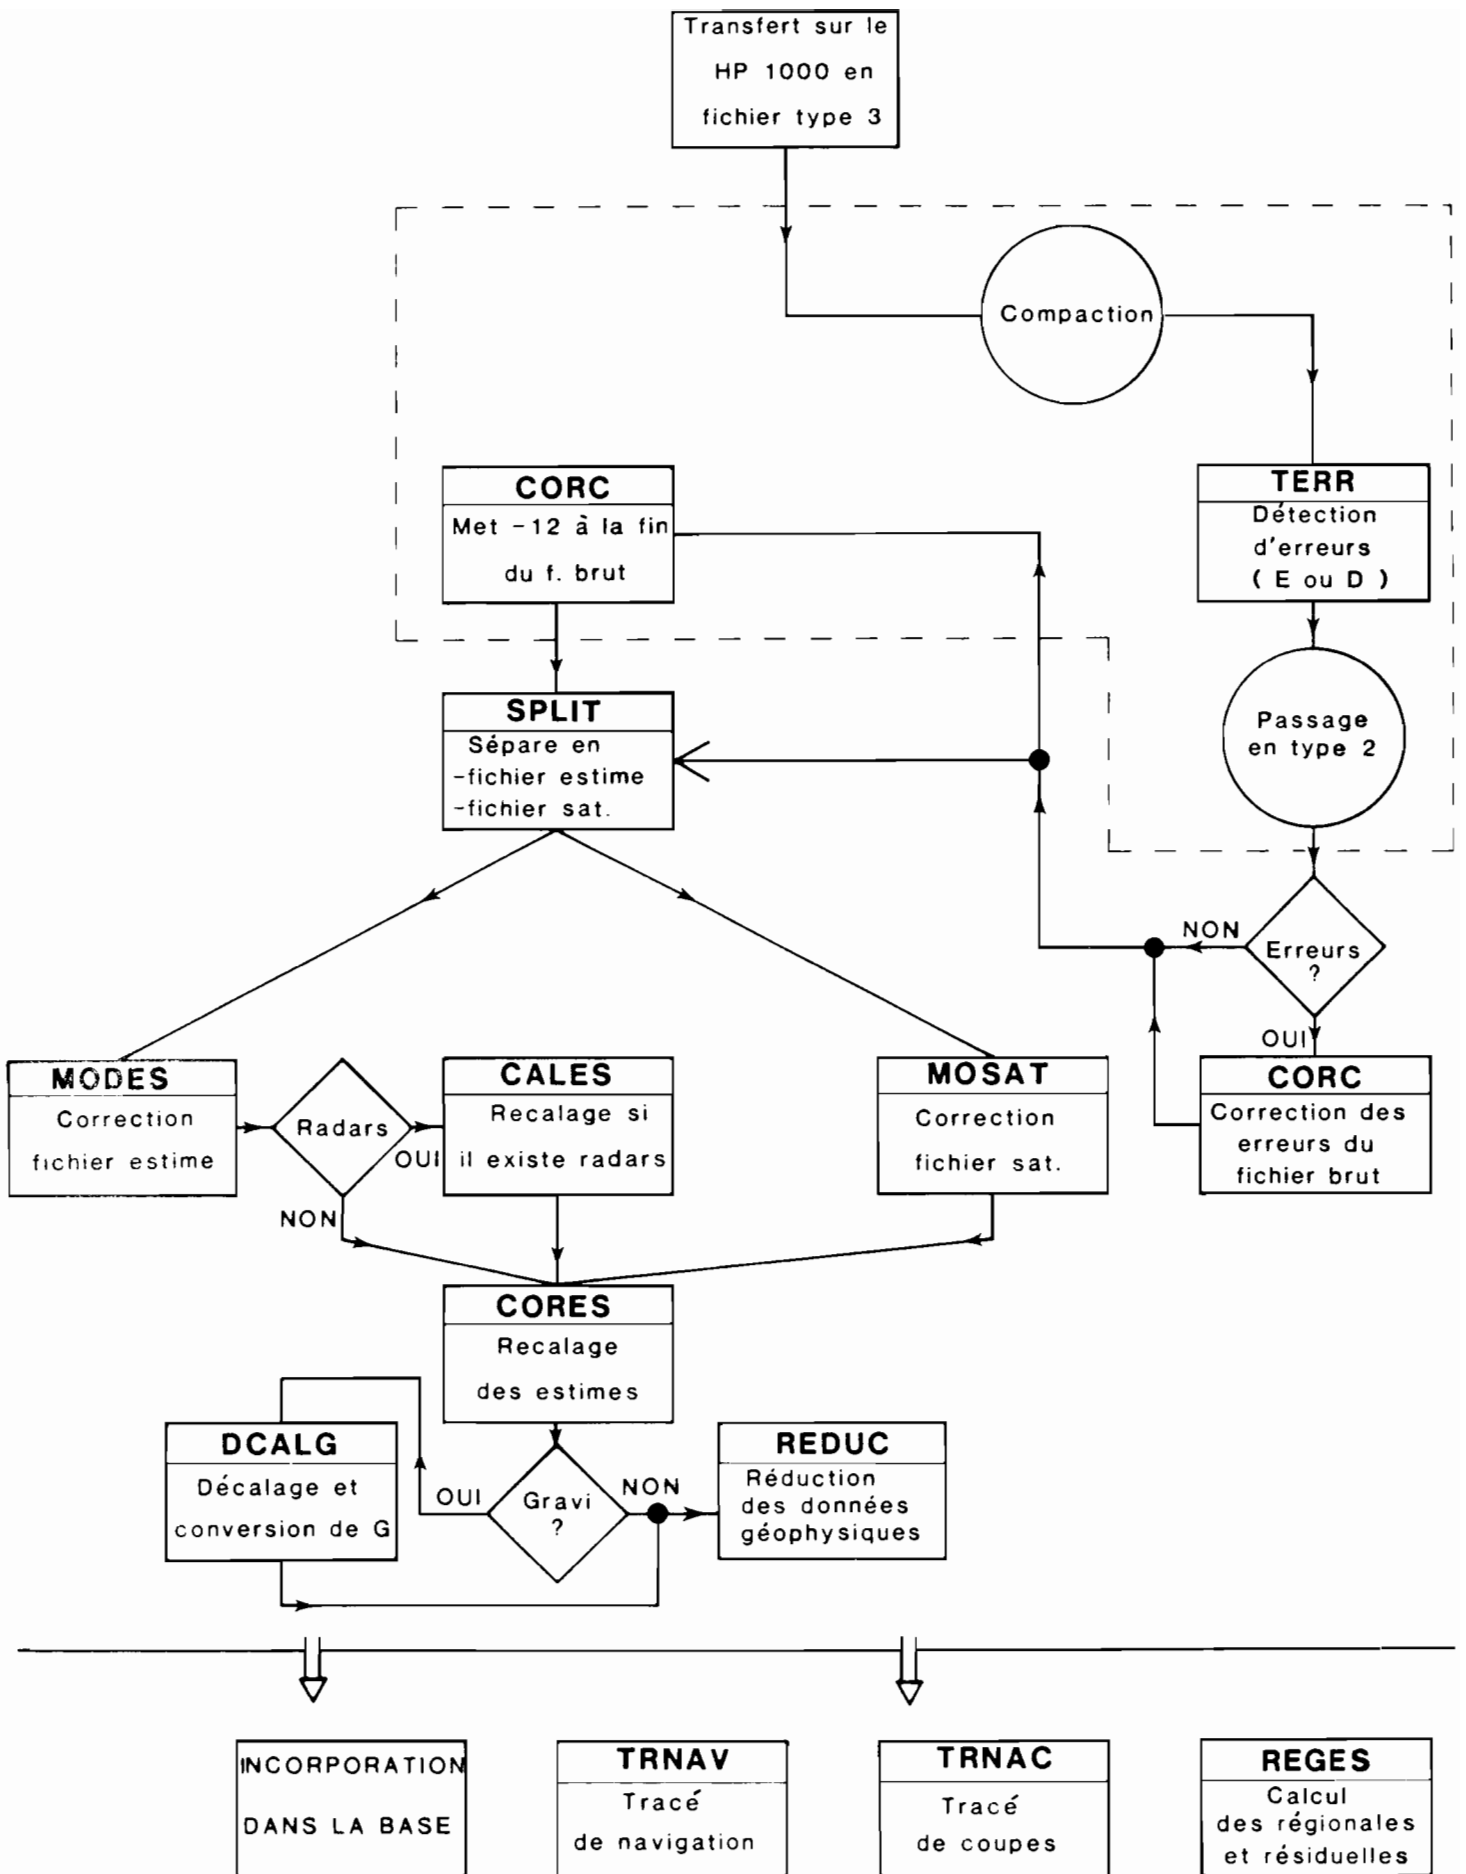 Transfert sur le
HP 1000 en
fichier type 3
Compaction
CORC
Met -12 à la fin
du f. brut
TERR
Détection
d'erreurs
( E ou D )
SPLIT
Sépare en
-fichier estime
-fichier sat.
Passage
en type 2
NON
Erreurs
?
OUI
MODES
Correction
fichier estime
Radars
OUI
NON
CALES
Recalage si
il existe radars
MOSAT
Correction
fichier sat.
CORC
Correction des
erreurs du
fichier brut
CORES
Recalage
des estimes
DCALG
Décalage et
conversion de G
OUI
Gravi
?
NON
REDUC
Réduction
des données
géophysiques
INCORPORATION
DANS LA BASE
TRNAV
Tracé
de navigation
TRNAC
Tracé
de coupes
REGES
Calcul
des régionales
et résiduelles